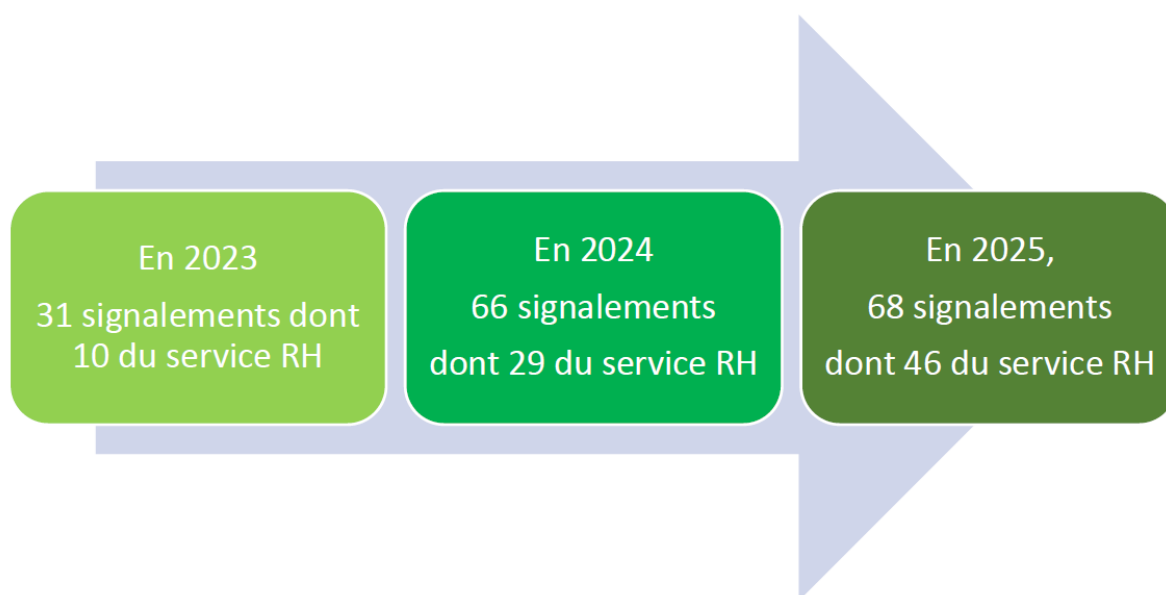 En 2023
31 signalements dont
10 du service RH
En 2024
66 signalements
dont 29 du service RH
En 2025,
68 signalements
dont 46 du service RH